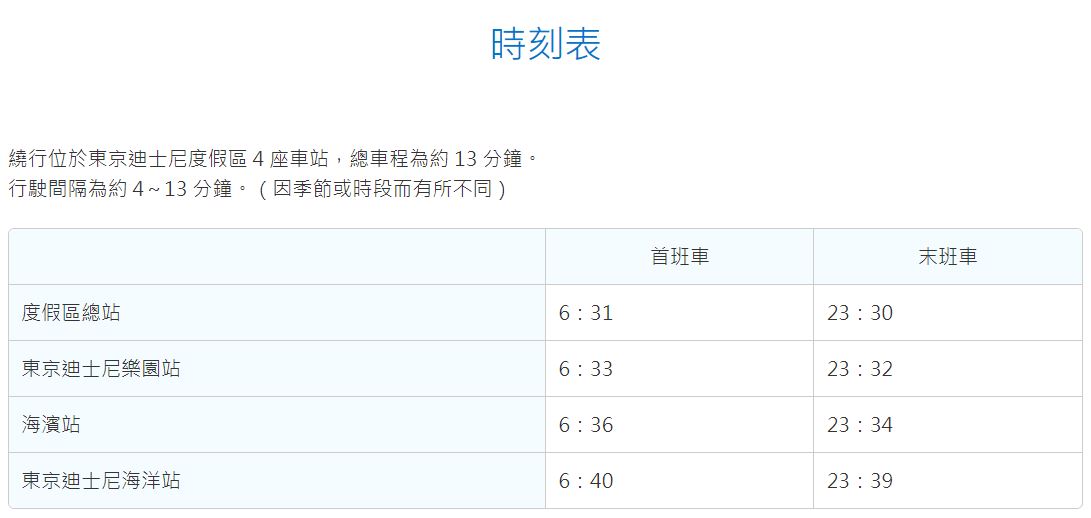 時刻表
繞行位於東京迪士尼度假區 4 座車站，總車程為約 13 分鐘。
行駛間隔為約 4~13 分鐘。（因季節或時段而有所不同）
首班車 末班車
度假區總站 6：31 23：30
東京迪士尼樂園站 6：33 23：32
海濱站 6：36 23：34
東京迪士尼海洋站 6：40 23：39